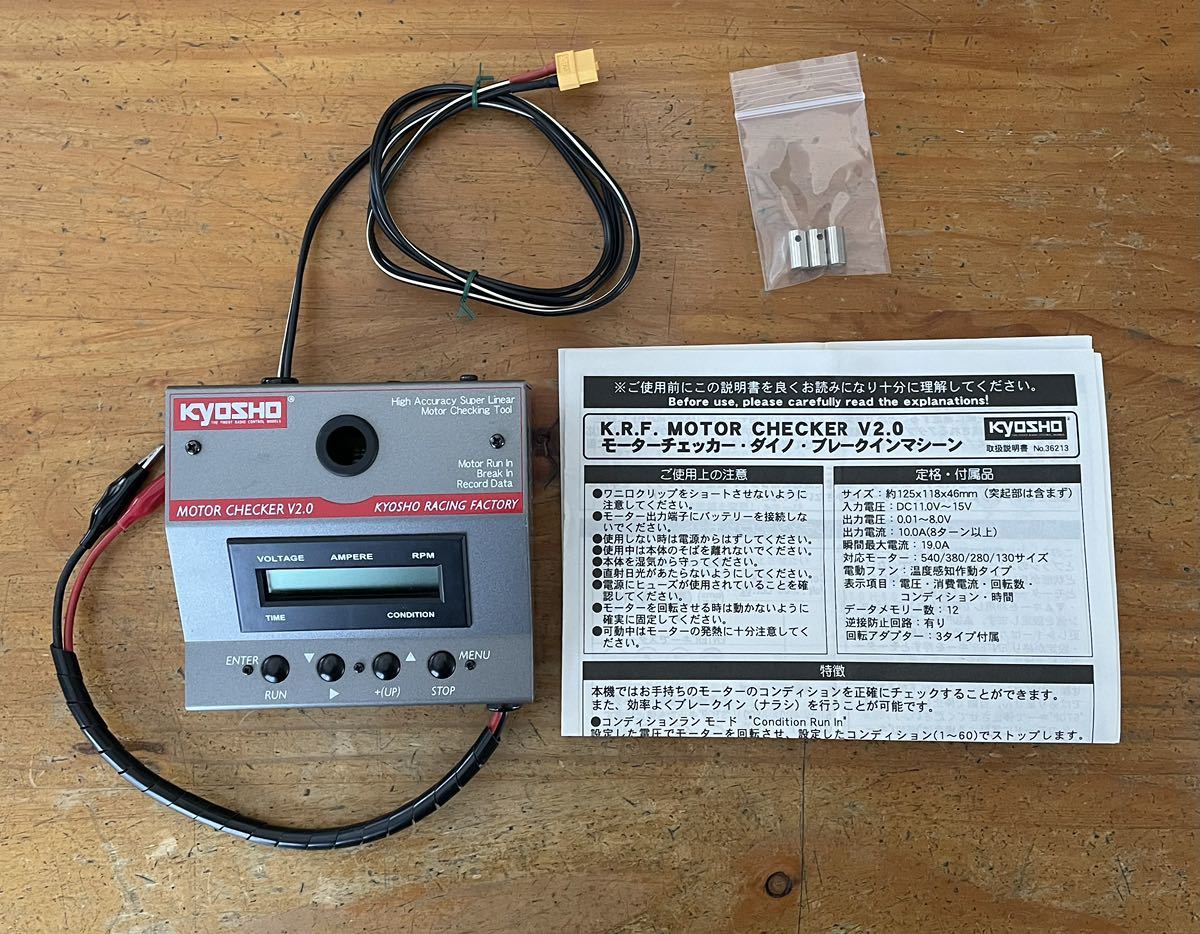 KYOSHO®
THE FINEST RADIO CONTROL MODELS
High Accuracy Super Linear
Motor Checking Tool
Motor Run In
Break In
Record Data
MOTOR CHECKER V2.0
KYOSHO RACING FACTORY
VOLTAGE AMPERE RPM
TIME CONDITION
ENTER ▼ ▲ MENU
RUN ▶ +(UP) STOP
※ご使用前にこの説明書を良くお読みになり十分に理解してください。
Before use, please carefully read the explanations!
K.R.F. MOTOR CHECKER V2.0
モーターチェッカー・ダイノ・ブレークインマシーン
KYOSHO
THE FINEST RADIO CONTROL MODELS
取扱説明書 No.36213
ご使用上の注意
●ワニ口クリップをショートさせないように
注意してください。
●モーター出力端子にバッテリーを接続しな
いでください。
●使用しない時は電源からはずしてください。
●使用中は本体のそばを離れないでください。
●本体を湿気から守ってください。
●直射日光があたらないようにしてください。
●電源にヒューズが使用されていることを確
認してください。
●モーターを回転させる時は動かないように
確実に固定してください。
●可動中はモーターの発熱に十分注意してく
ださい。
定格・付属品
サイズ：約125x118x46mm（突起部は含まず）
入力電圧：DC11.0V～15V
出力電圧：0.01～8.0V
出力電流：10.0A(8ターン以上)
瞬間最大電流：19.0A
対応モーター：540/380/280/130サイズ
電動ファン：温度感知作動タイプ
表示項目：電圧・消費電流・回転数・
コンディション・時間
データメモリー数：12
逆接防止回路：有り
回転アダプター：3タイプ付属
特徴
本機ではお手持ちのモーターのコンディションを正確にチェックすることができます。
また、効率よくブレークイン（ナラシ）を行うことが可能です。
●コンディションラン モード "Condition Run In"
設定した電圧でモーターを回転させ、設定したコンディション(1～60)でストップします。